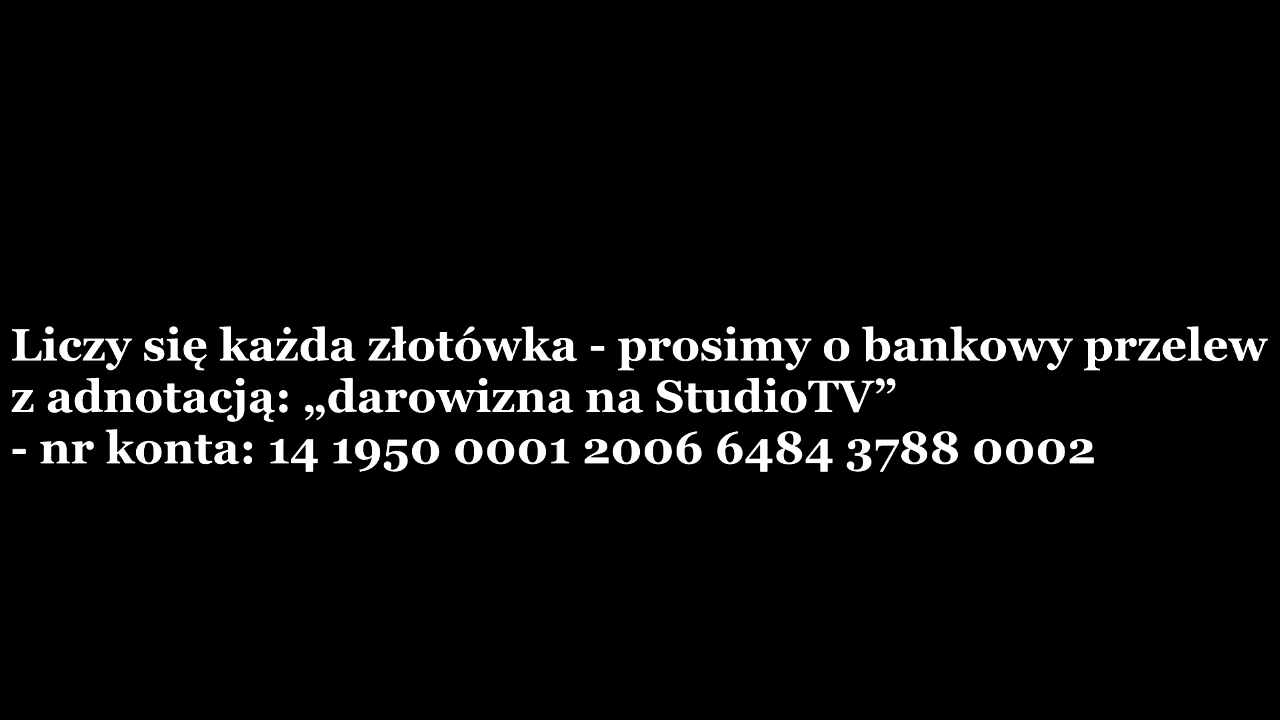 Liczy się każda złotówka - prosimy o bankowy przelew
z adnotacją: „darowizna na StudioTV”
- nr konta: 14 1950 0001 2006 6484 3788 0002